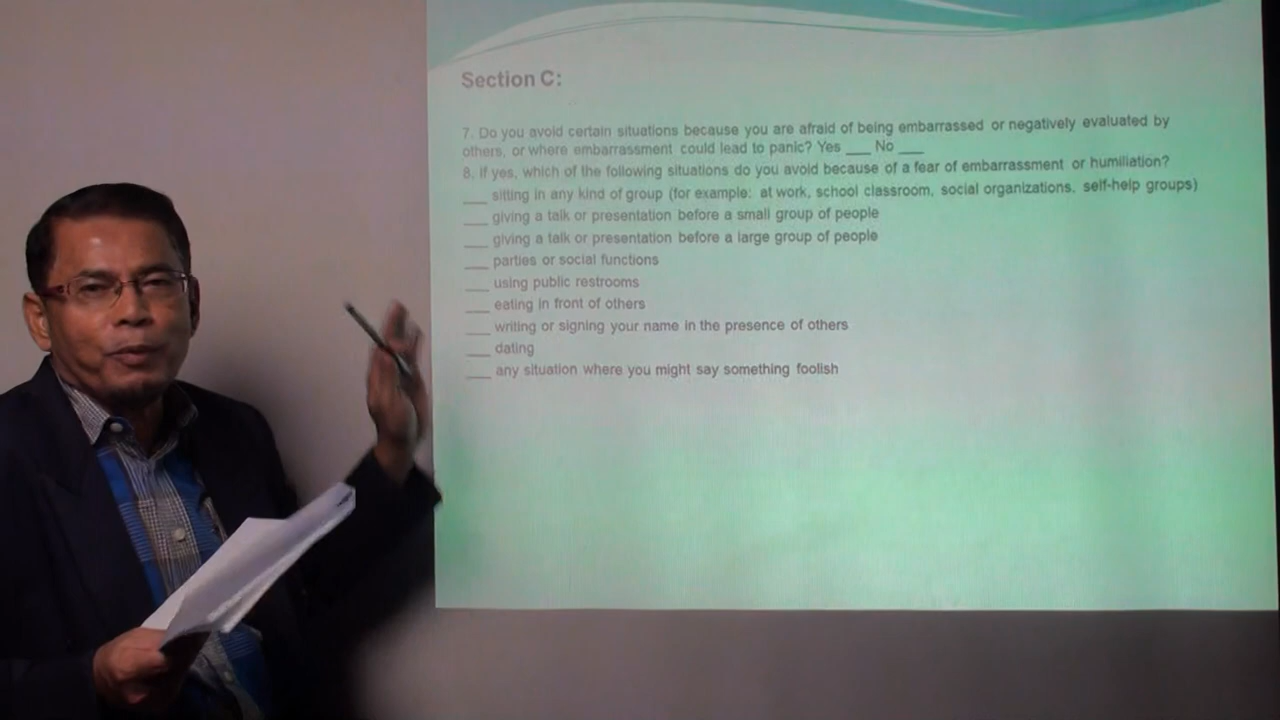 Section C:
7. Do you avoid certain situations because you are afraid of being embarrassed or negatively evaluated by
others, or where embarrassment could lead to panic? Yes ___ No ___
8. If yes, which of the following situations do you avoid because of a fear of embarrassment or humiliation?
___ sitting in any kind of group (for example: at work, school classroom, social organizations, self-help groups)
___ giving a talk or presentation before a small group of people
___ giving a talk or presentation before a large group of people
___ parties or social functions
___ using public restrooms
___ eating in front of others
___ writing or signing your name in the presence of others
___ dating
___ any situation where you might say something foolish